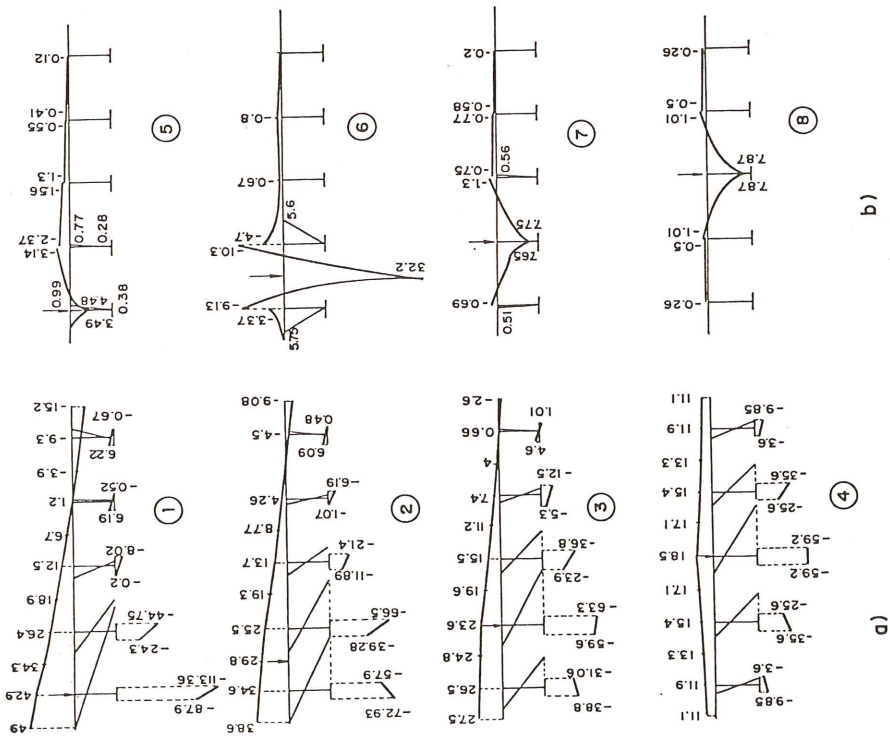 49 42.9 34.3 26.4 18.9 12.5 6.7 1.2 -3.9 -9.3 -15.2
-87.9 -113.36 -24.3 -44.75 -0.2 -8.02 6.19 -0.52 6.22 -0.67
1
38.6 34.6 29.8 25.5 19.3 13.7 8.77 4.26 -4.5 -9.08
-72.93 -57.9 -39.28 -66.5 -11.89 -21.4 -1.07 -6.19 6.09 0.48
2
27.5 26.5 24.8 23.6 19.6 15.5 11.2 7.4 4 0.66 -2.6
-38.8 -31.06 -59.6 -63.3 -23.9 -36.8 -5.3 -12.5 4.6 1.01
3
11.1 11.9 13.3 15.4 17.1 18.5 17.1 15.4 13.3 11.9 11.1
-9.85 -3.6 -35.6 -25.6 -59.2 -59.2 -25.6 -35.6 -3.6 -9.85
4
a)
0.99 -3.14 -2.37 -1.56 -1.3 -0.55 -0.41 -0.12
3.49 4.48 0.38 0.77 0.28
5
-9.13 -10.3 -4.7 -0.67 -0.8
-3.37
5.75 32.2 5.6
6
-0.69 -1.3 -0.75 -0.77 -0.58 -0.2
0.51 7.65 7.75 0.56
7
-0.26 -0.5 -1.01 -1.01 -0.5 -0.26
7.87 7.87
8
b)